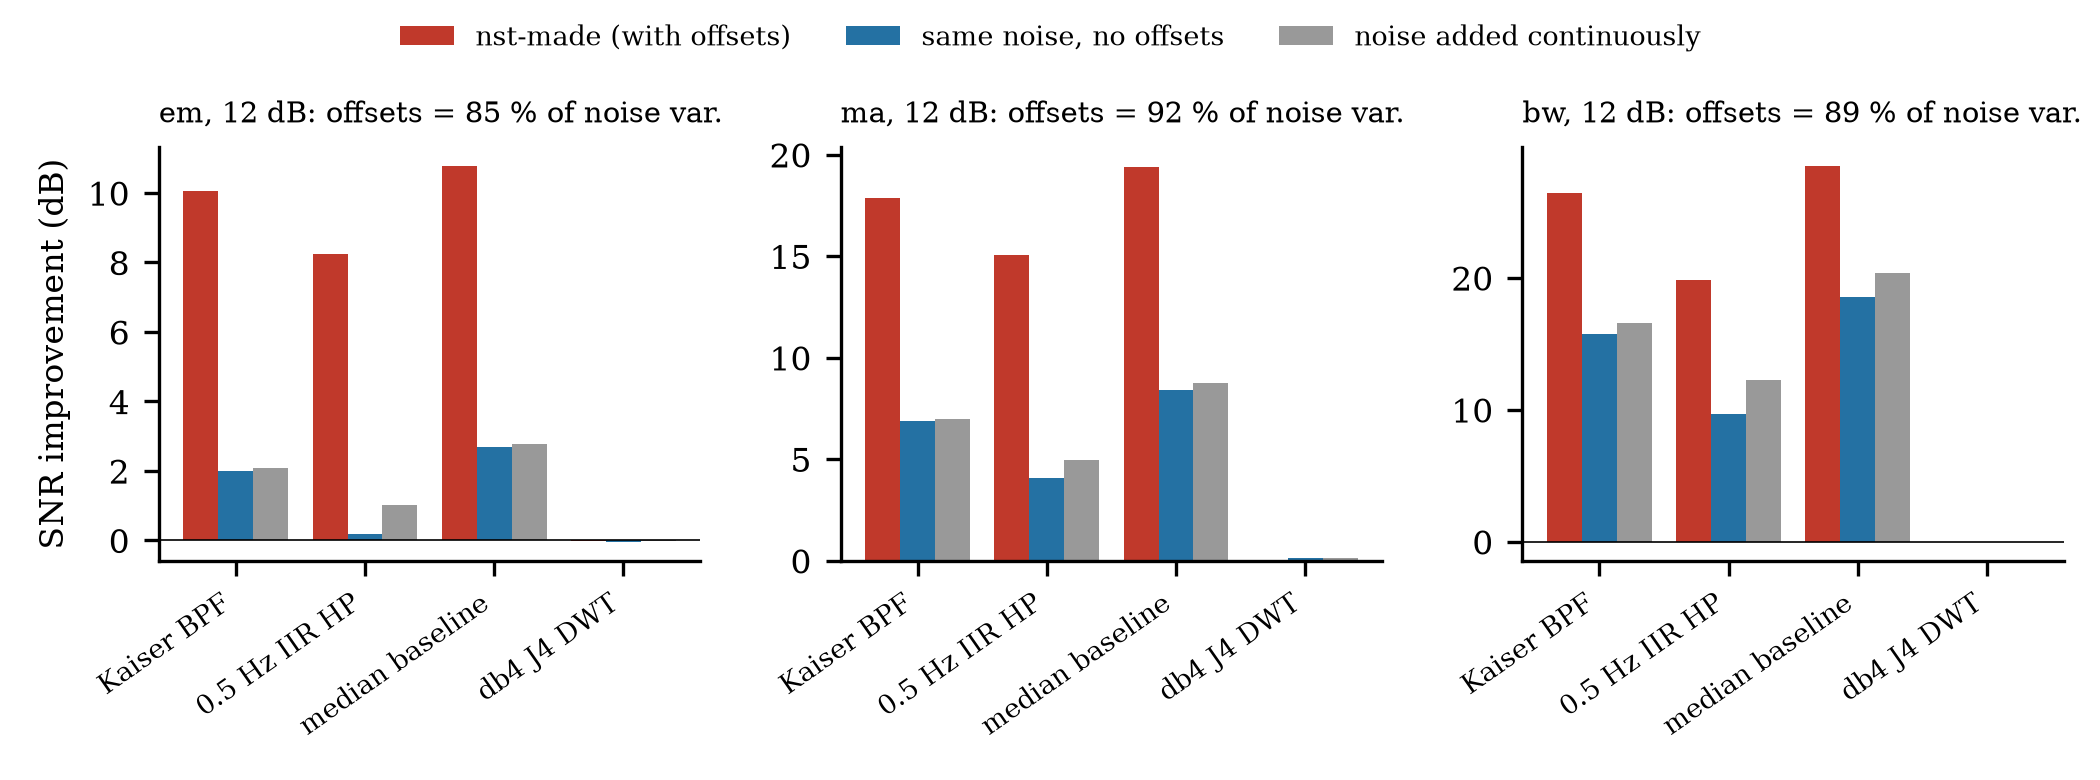 nst-made (with offsets) same noise, no offsets noise added continuously
em, 12 dB: offsets = 85 % of noise var.
SNR improvement (dB)
10
8
6
4
2
0
Kaiser BPF
0.5 Hz IIR HP
median baseline
db4 J4 DWT
ma, 12 dB: offsets = 92 % of noise var.
20
15
10
5
0
Kaiser BPF
0.5 Hz IIR HP
median baseline
db4 J4 DWT
bw, 12 dB: offsets = 89 % of noise var.
20
10
0
Kaiser BPF
0.5 Hz IIR HP
median baseline
db4 J4 DWT